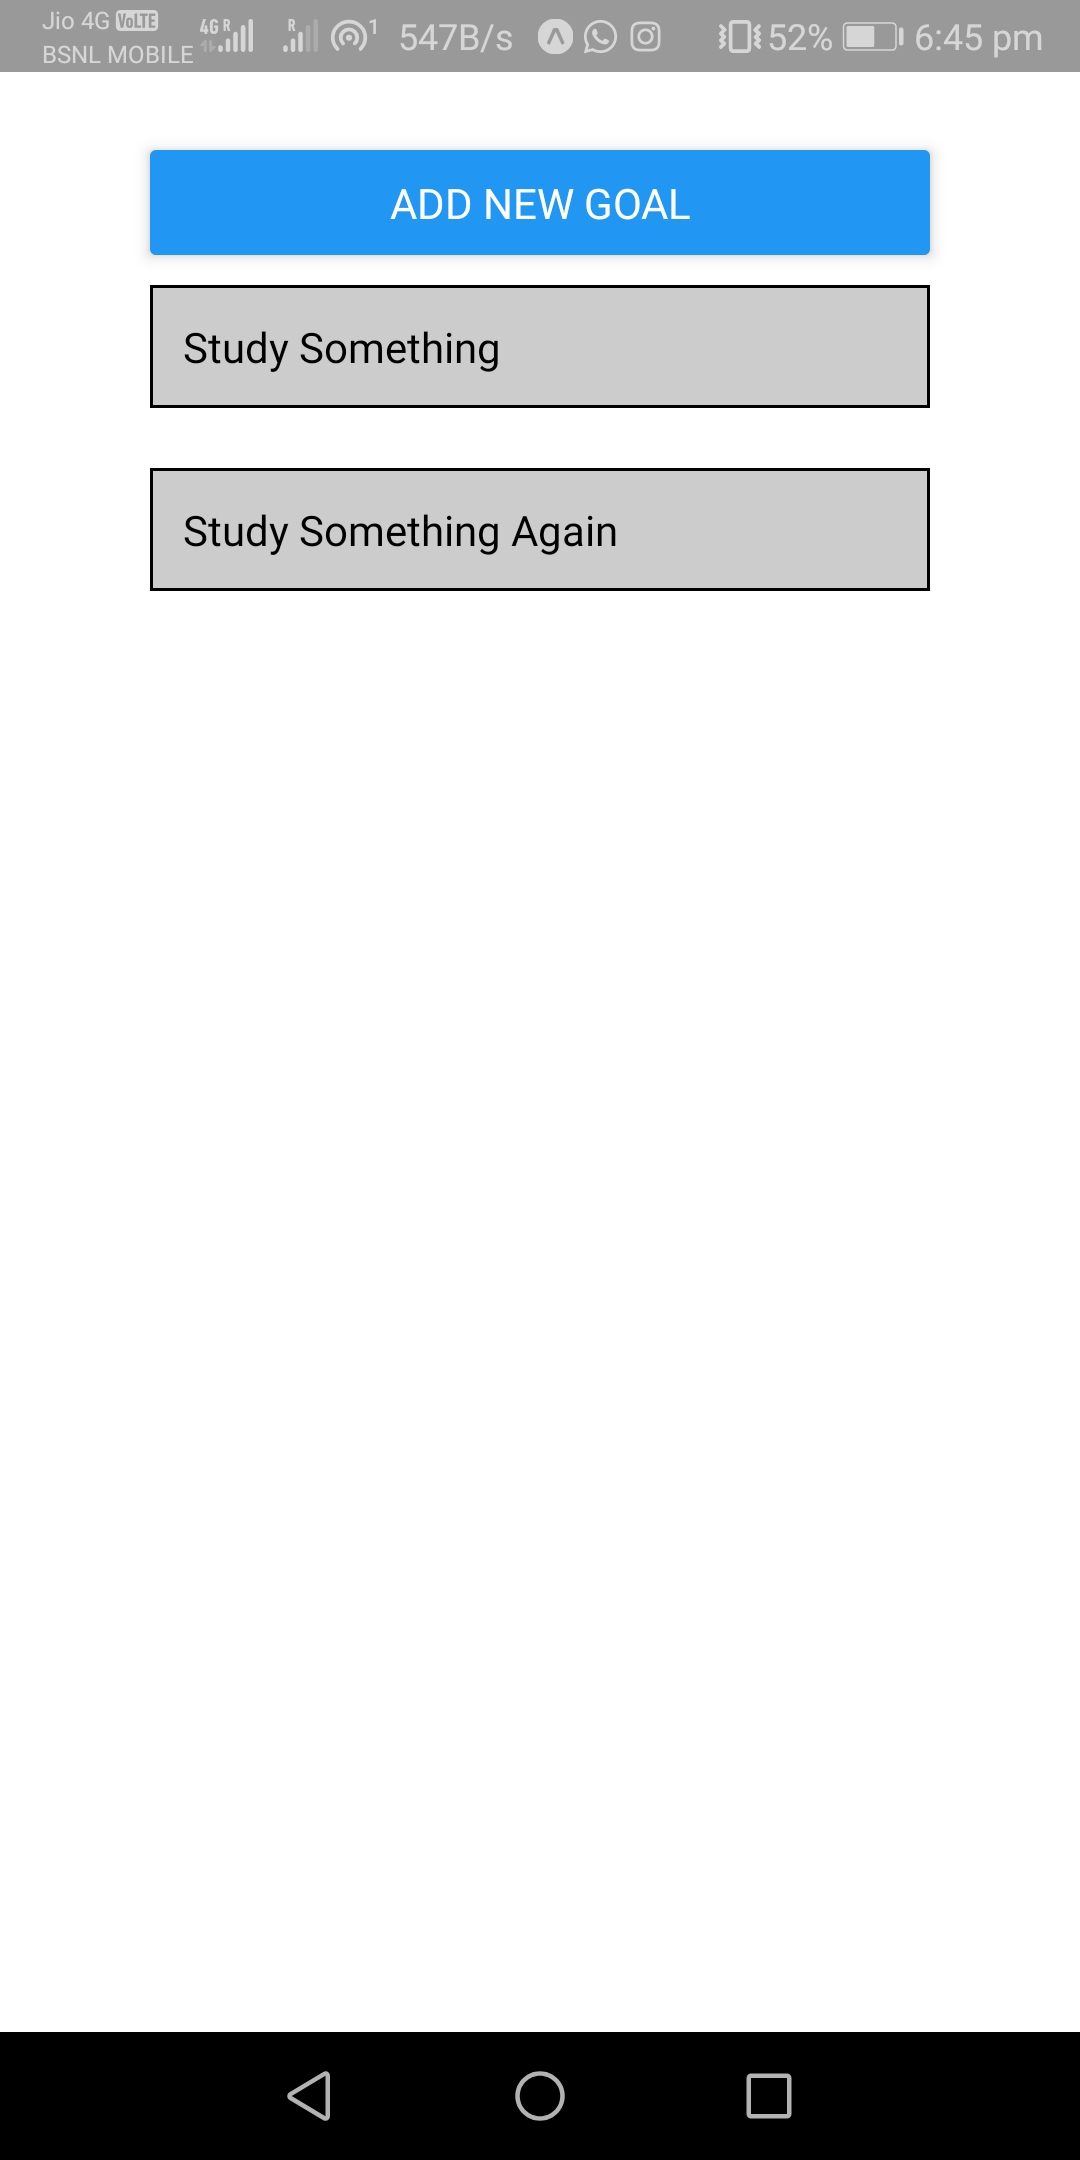 Jio 4G VoLTE
BSNL MOBILE
4G R R 1 547B/s 52% 6:45 pm
ADD NEW GOAL
Study Something
Study Something Again